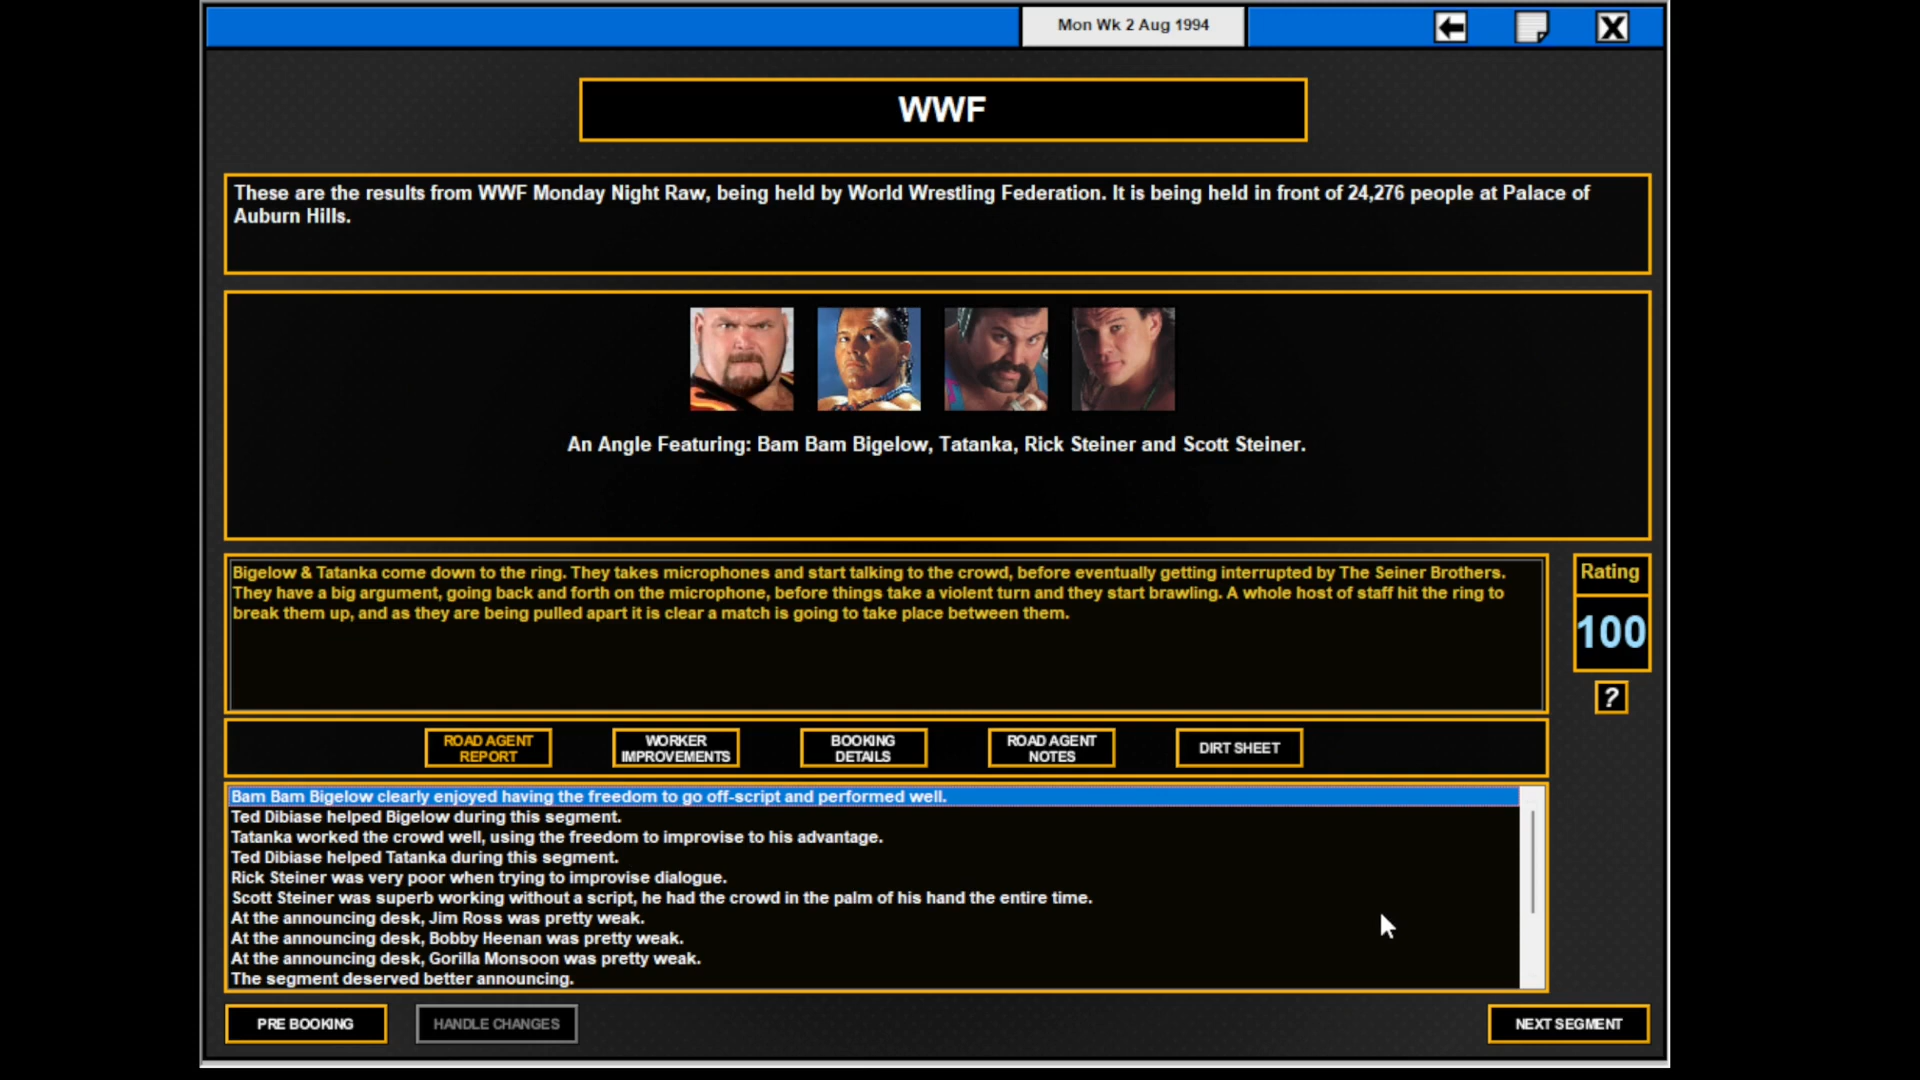 Mon Wk 2 Aug 1994
WWF
These are the results from WWF Monday Night Raw, being held by World Wrestling Federation. It is being held in front of 24,276 people at Palace of
Auburn Hills.
An Angle Featuring: Bam Bam Bigelow, Tatanka, Rick Steiner and Scott Steiner.
Bigelow & Tatanka come down to the ring. They takes microphones and start talking to the crowd, before eventually getting interrupted by The Seiner Brothers.
They have a big argument, going back and forth on the microphone, before things take a violent turn and they start brawling. A whole host of staff hit the ring to
break them up, and as they are being pulled apart it is clear a match is going to take place between them.
Rating
100
?
ROAD AGENT
REPORT
WORKER
IMPROVEMENTS
BOOKING
DETAILS
ROAD AGENT
NOTES
DIRT SHEET
Bam Bam Bigelow clearly enjoyed having the freedom to go off-script and performed well.
Ted Dibiase helped Bigelow during this segment.
Tatanka worked the crowd well, using the freedom to improvise to his advantage.
Ted Dibiase helped Tatanka during this segment.
Rick Steiner was very poor when trying to improvise dialogue.
Scott Steiner was superb working without a script, he had the crowd in the palm of his hand the entire time.
At the announcing desk, Jim Ross was pretty weak.
At the announcing desk, Bobby Heenan was pretty weak.
At the announcing desk, Gorilla Monsoon was pretty weak.
The segment deserved better announcing.
PRE BOOKING
HANDLE CHANGES
NEXT SEGMENT